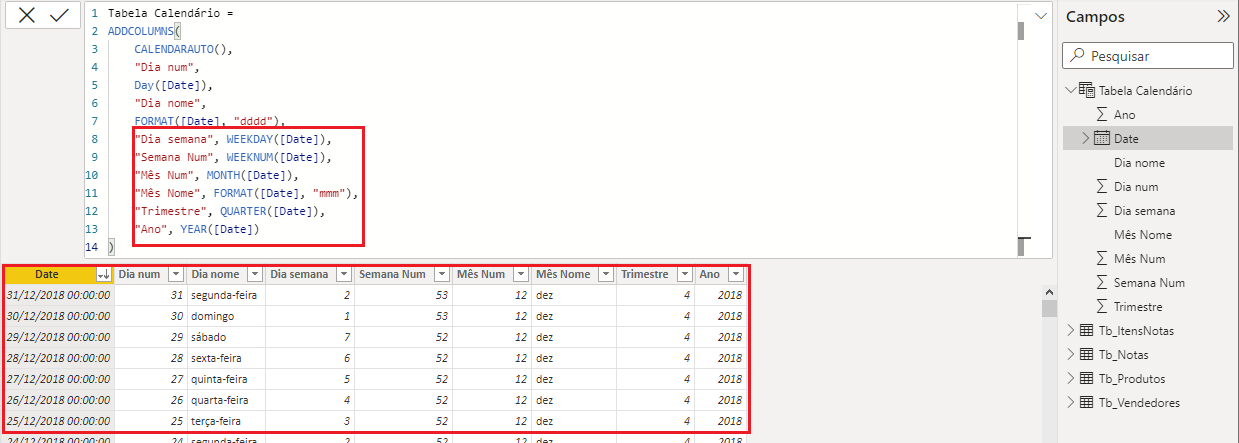 1 Tabela Calendário =
2 ADDCOLUMNS(
3 CALENDARAUTO(),
4 "Dia num",
5 Day([Date]),
6 "Dia nome",
7 FORMAT([Date], "dddd"),
8 "Dia semana", WEEKDAY([Date]),
9 "Semana Num", WEEKNUM([Date]),
10 "Mês Num", MONTH([Date]),
11 "Mês Nome", FORMAT([Date], "mmm"),
12 "Trimestre", QUARTER([Date]),
13 "Ano", YEAR([Date])
14 )
Date Dia num Dia nome Dia semana Semana Num Mês Num Mês Nome Trimestre Ano
31/12/2018 00:00:00 31 segunda-feira 2 53 12 dez 4 2018
30/12/2018 00:00:00 30 domingo 1 53 12 dez 4 2018
29/12/2018 00:00:00 29 sábado 7 52 12 dez 4 2018
28/12/2018 00:00:00 28 sexta-feira 6 52 12 dez 4 2018
27/12/2018 00:00:00 27 quinta-feira 5 52 12 dez 4 2018
26/12/2018 00:00:00 26 quarta-feira 4 52 12 dez 4 2018
25/12/2018 00:00:00 25 terça-feira 3 52 12 dez 4 2018
24/12/2018 00:00:00 24 segunda-feira 2 52 12 dez 4 2018
Campos
Pesquisar
Tabela Calendário
Ano
Date
Dia nome
Dia num
Dia semana
Mês Nome
Mês Num
Semana Num
Trimestre
Tb_ItensNotas
Tb_Notas
Tb_Produtos
Tb_Vendedores